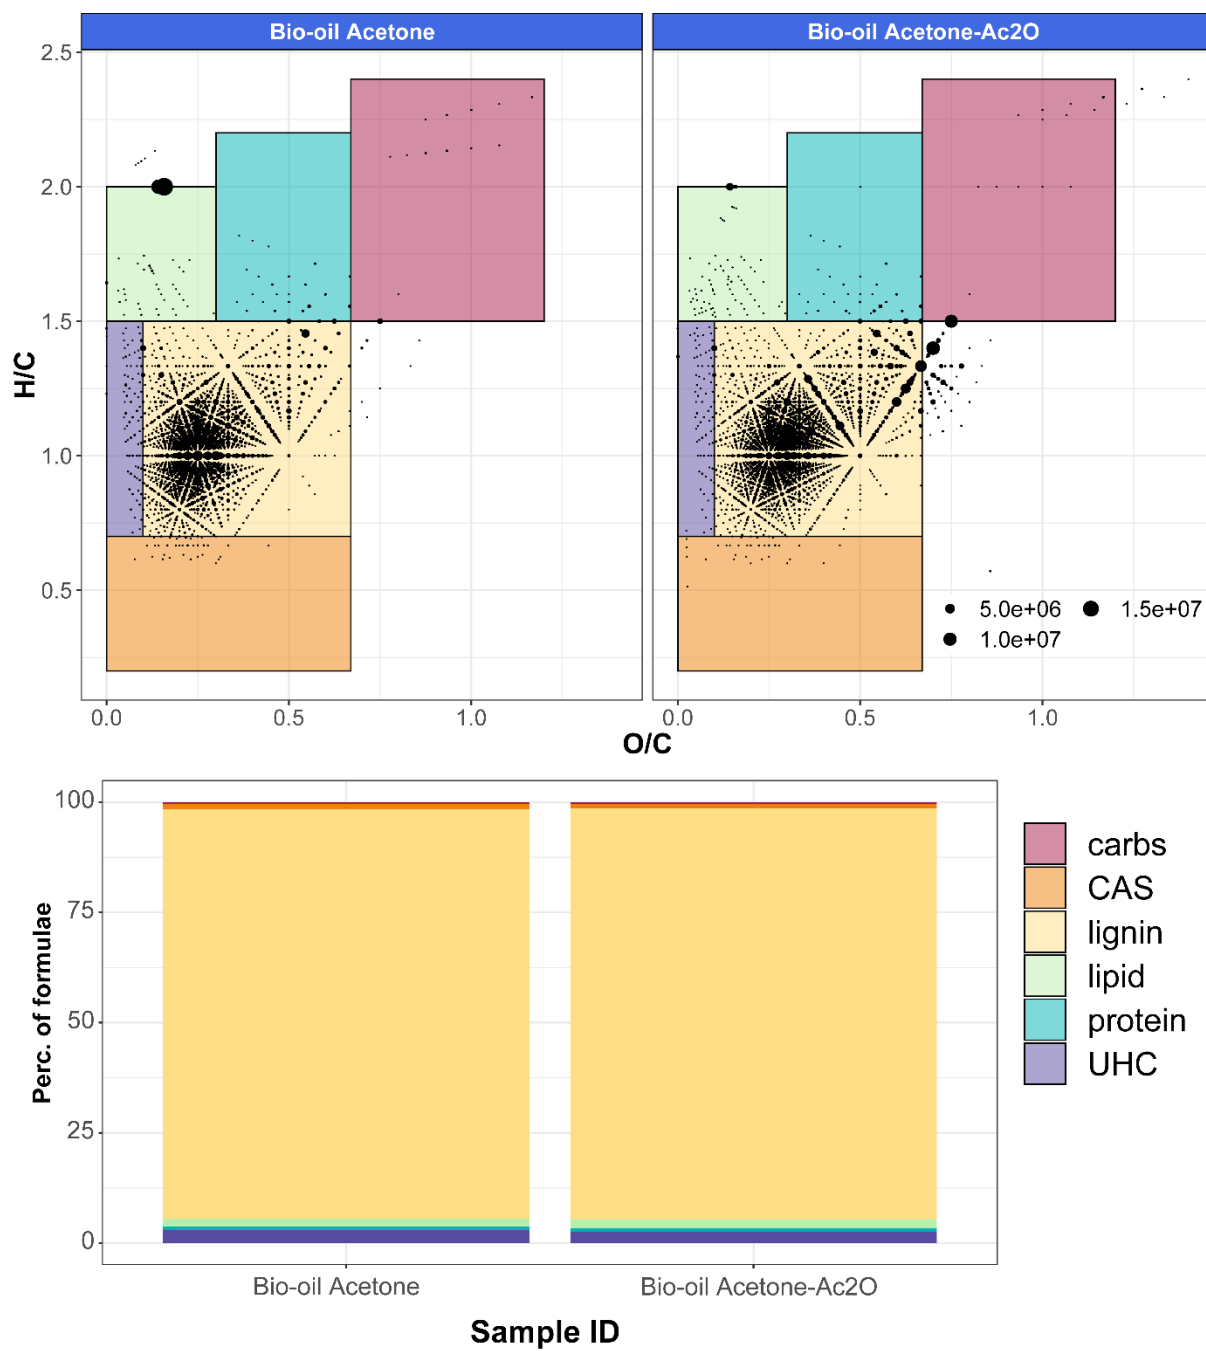 Bio-oil Acetone
Bio-oil Acetone-Ac2O
2.5
2.0
1.5
1.0
0.5
H/C
5.0e+06
1.5e+07
1.0e+07
0.0
0.5
1.0
0.0
0.5
1.0
O/C
100
75
50
25
0
Perc. of formulae
Bio-oil Acetone
Bio-oil Acetone-Ac2O
Sample ID
carbs
CAS
lignin
lipid
protein
UHC